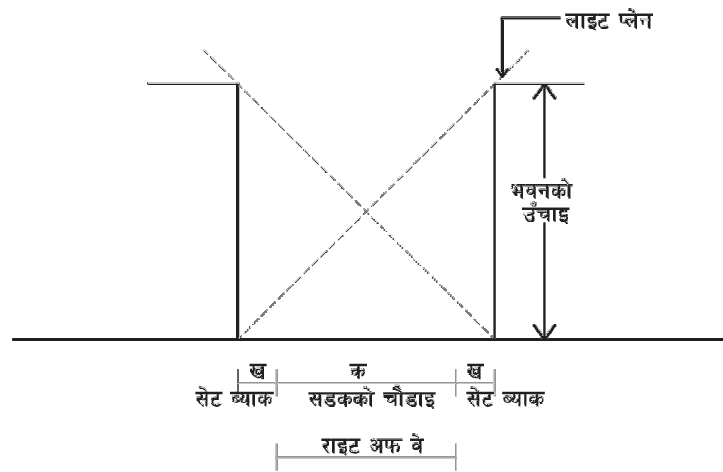 लाइट प्लेन
भवनको
उँचाइ
ख क ख
सेट ब्याक सडकको चौडाइ सेट ब्याक
राइट अफ वे